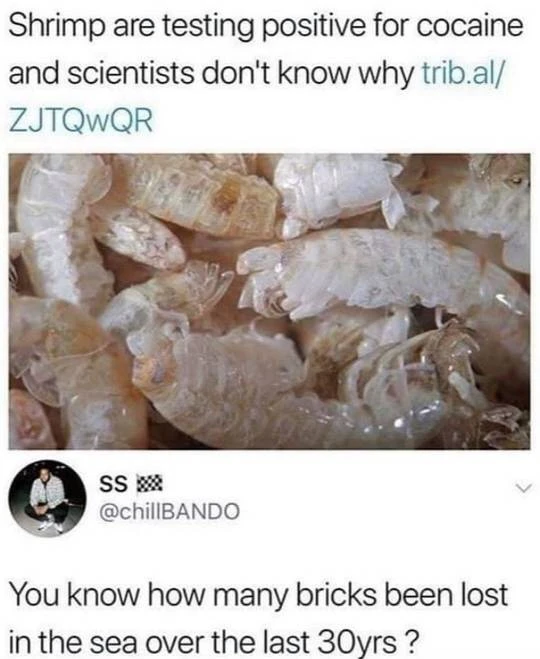 Shrimp are testing positive for cocaine
and scientists don't know why trib.al/
ZJTQwQR
SS 🏁
@chillBANDO
You know how many bricks been lost
in the sea over the last 30yrs ?